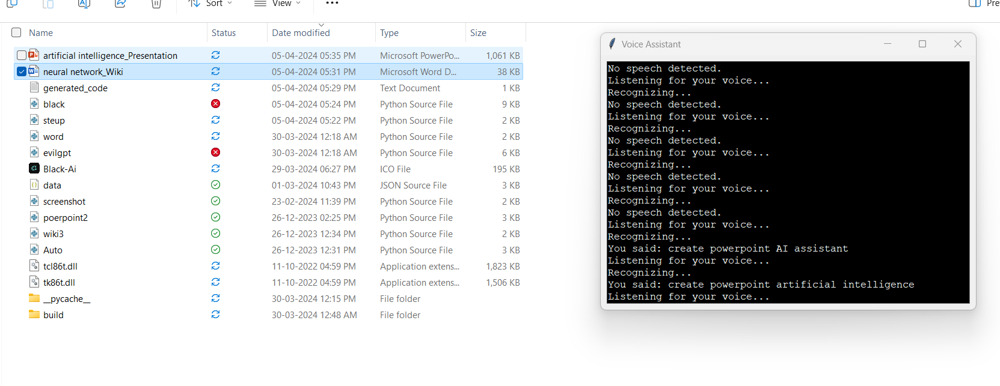 Sort View ... Pre
Name Status Date modified Type Size
artificial intelligence_Presentation 05-04-2024 05:35 PM Microsoft PowerPo... 1,061 KB
neural network_Wiki 05-04-2024 05:31 PM Microsoft Word D... 38 KB
generated_code 05-04-2024 05:29 PM Text Document 1 KB
black 05-04-2024 05:24 PM Python Source File 9 KB
steup 05-04-2024 05:22 PM Python Source File 2 KB
word 30-03-2024 12:18 AM Python Source File 2 KB
evilgpt 30-03-2024 12:18 AM Python Source File 6 KB
Black-Ai 29-03-2024 06:27 PM ICO File 195 KB
data 01-03-2024 10:43 PM JSON Source File 3 KB
screenshot 23-02-2024 11:39 PM Python Source File 2 KB
poerpoint2 26-12-2023 02:25 PM Python Source File 3 KB
wiki3 26-12-2023 12:34 PM Python Source File 2 KB
Auto 26-12-2023 12:31 PM Python Source File 3 KB
tcl86t.dll 11-10-2022 04:59 PM Application extens... 1,823 KB
tk86t.dll 11-10-2022 04:59 PM Application extens... 1,506 KB
__pycache__ 30-03-2024 12:15 PM File folder
build 30-03-2024 12:48 AM File folder
Voice Assistant
No speech detected.
Listening for your voice...
Recognizing...
No speech detected.
Listening for your voice...
Recognizing...
No speech detected.
Listening for your voice...
Recognizing...
No speech detected.
Listening for your voice...
Recognizing...
No speech detected.
Listening for your voice...
Recognizing...
You said: create powerpoint AI assistant
Listening for your voice...
Recognizing...
You said: create powerpoint artificial intelligence
Listening for your voice...